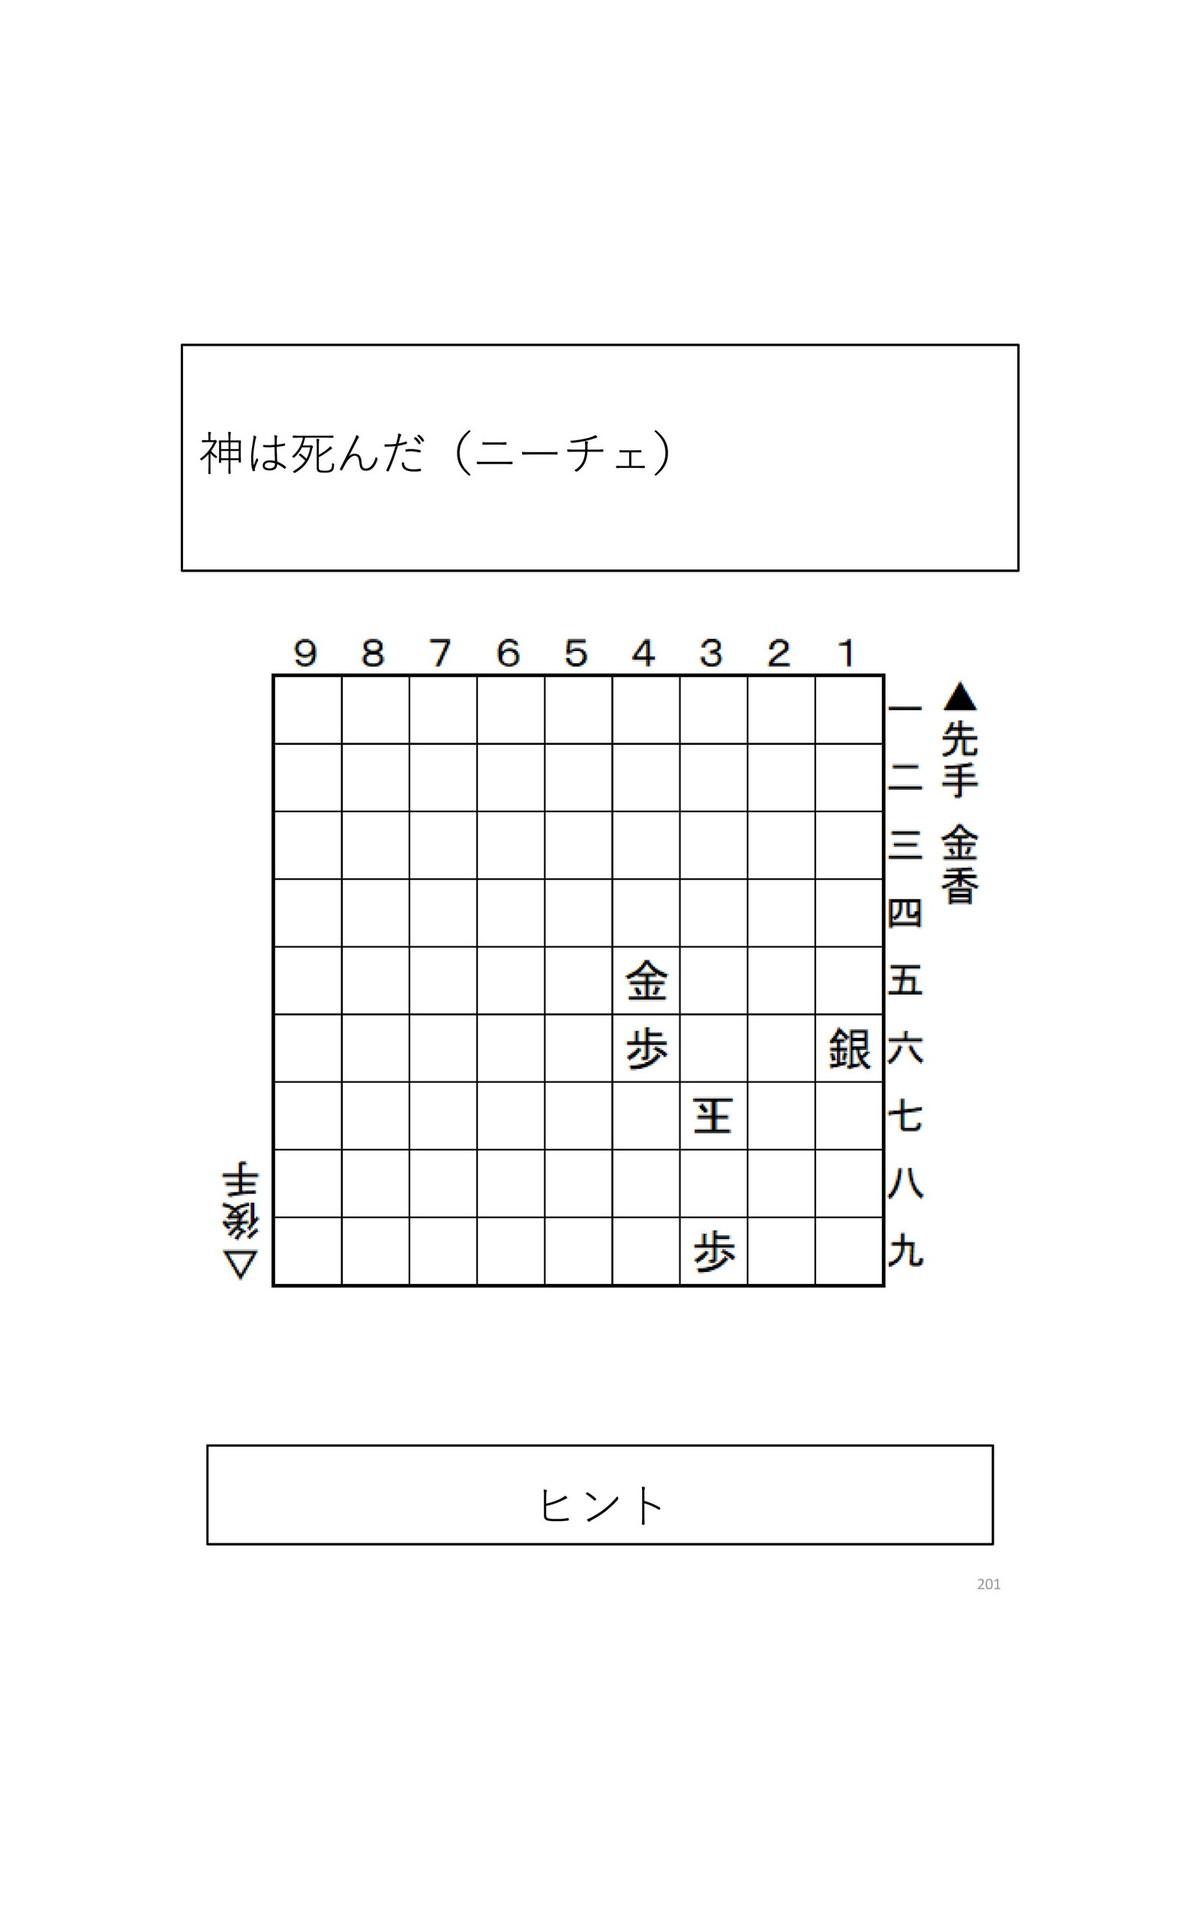 神は死んだ（ニーチェ）
9 8 7 6 5 4 3 2 1
一
二
三
四
五
六
七
八
九
▲先手 金香
金
歩 銀
王
歩
△後手
ヒント
201